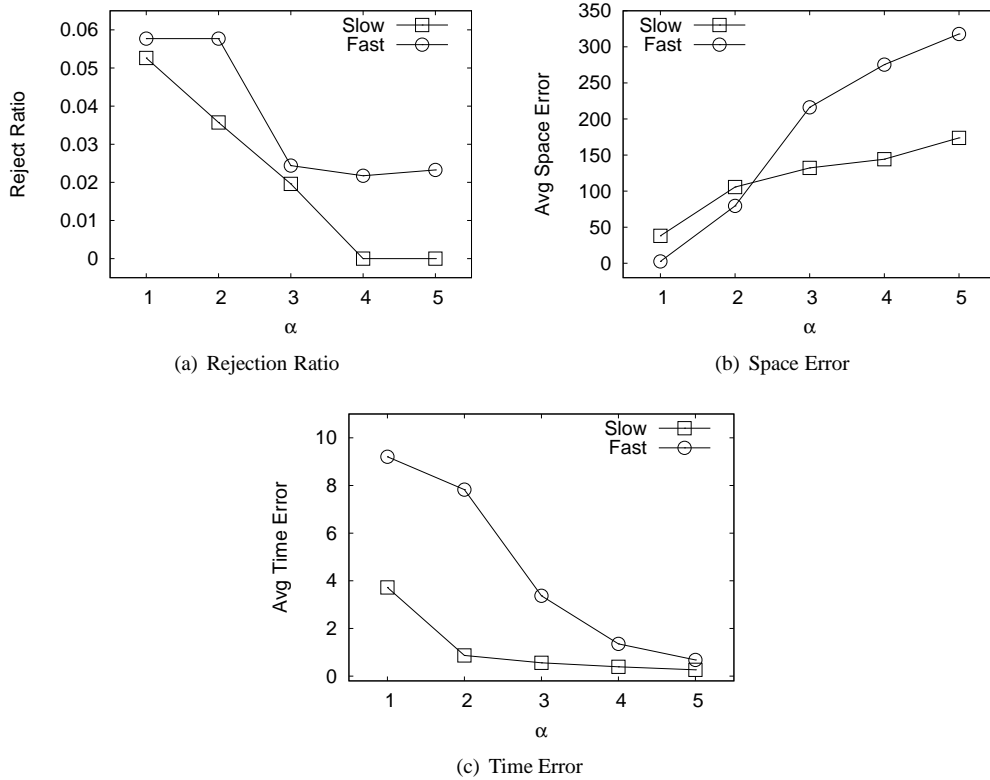 Reject Ratio
0.06
0.05
0.04
0.03
0.02
0.01
0
Slow
Fast
1 2 3 4 5
α
(a) Rejection Ratio
Avg Space Error
350
300
250
200
150
100
50
0
Slow
Fast
1 2 3 4 5
α
(b) Space Error
Avg Time Error
10
8
6
4
2
0
Slow
Fast
1 2 3 4 5
α
(c) Time Error